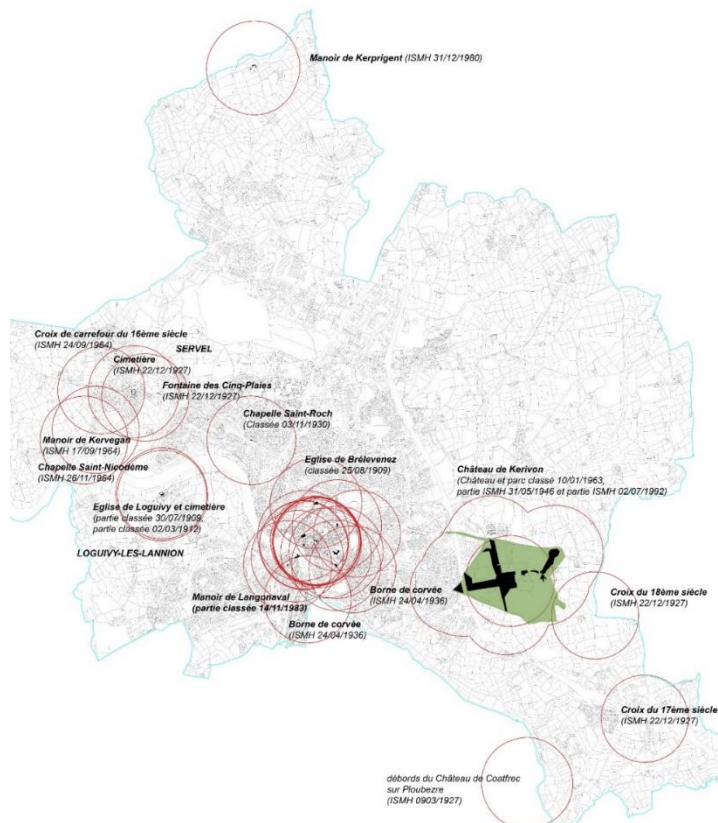 Manoir de Kerprigent (ISMH 31/12/1980)
Croix de carrefour du 16ème siècle
(ISMH 24/09/1964)
SERVEL
Cimetière
(ISMH 22/12/1927)
Fontaine des Cinq-Plaies
(ISMH 22/12/1927)
Chapelle Saint-Roch
(Classée 03/11/1930)
Manoir de Kervegan
(ISMH 17/09/1964)
Eglise de Brélevenez
(classée 25/08/1909)
Château de Kerivon
(Château et parc classé 10/01/1963,
partie ISMH 31/05/1946 et partie ISMH 02/07/1992)
Chapelle Saint-Nicodème
(ISMH 26/11/1964)
Eglise de Loguivy et cimetière
(partie classée 30/07/1909,
partie classée 02/03/1912)
LOGUIVY-LES-LANNION
Manoir de Langonaval
(partie classée 14/11/1983)
Borne de corvée
(ISMH 24/04/1936)
Borne de corvée
(ISMH 24/04/1936)
Croix du 18ème siècle
(ISMH 22/12/1927)
Croix du 17ème siècle
(ISMH 22/12/1927)
débords du Château de Coatfrec
sur Ploubezre
(ISMH 0903/1927)